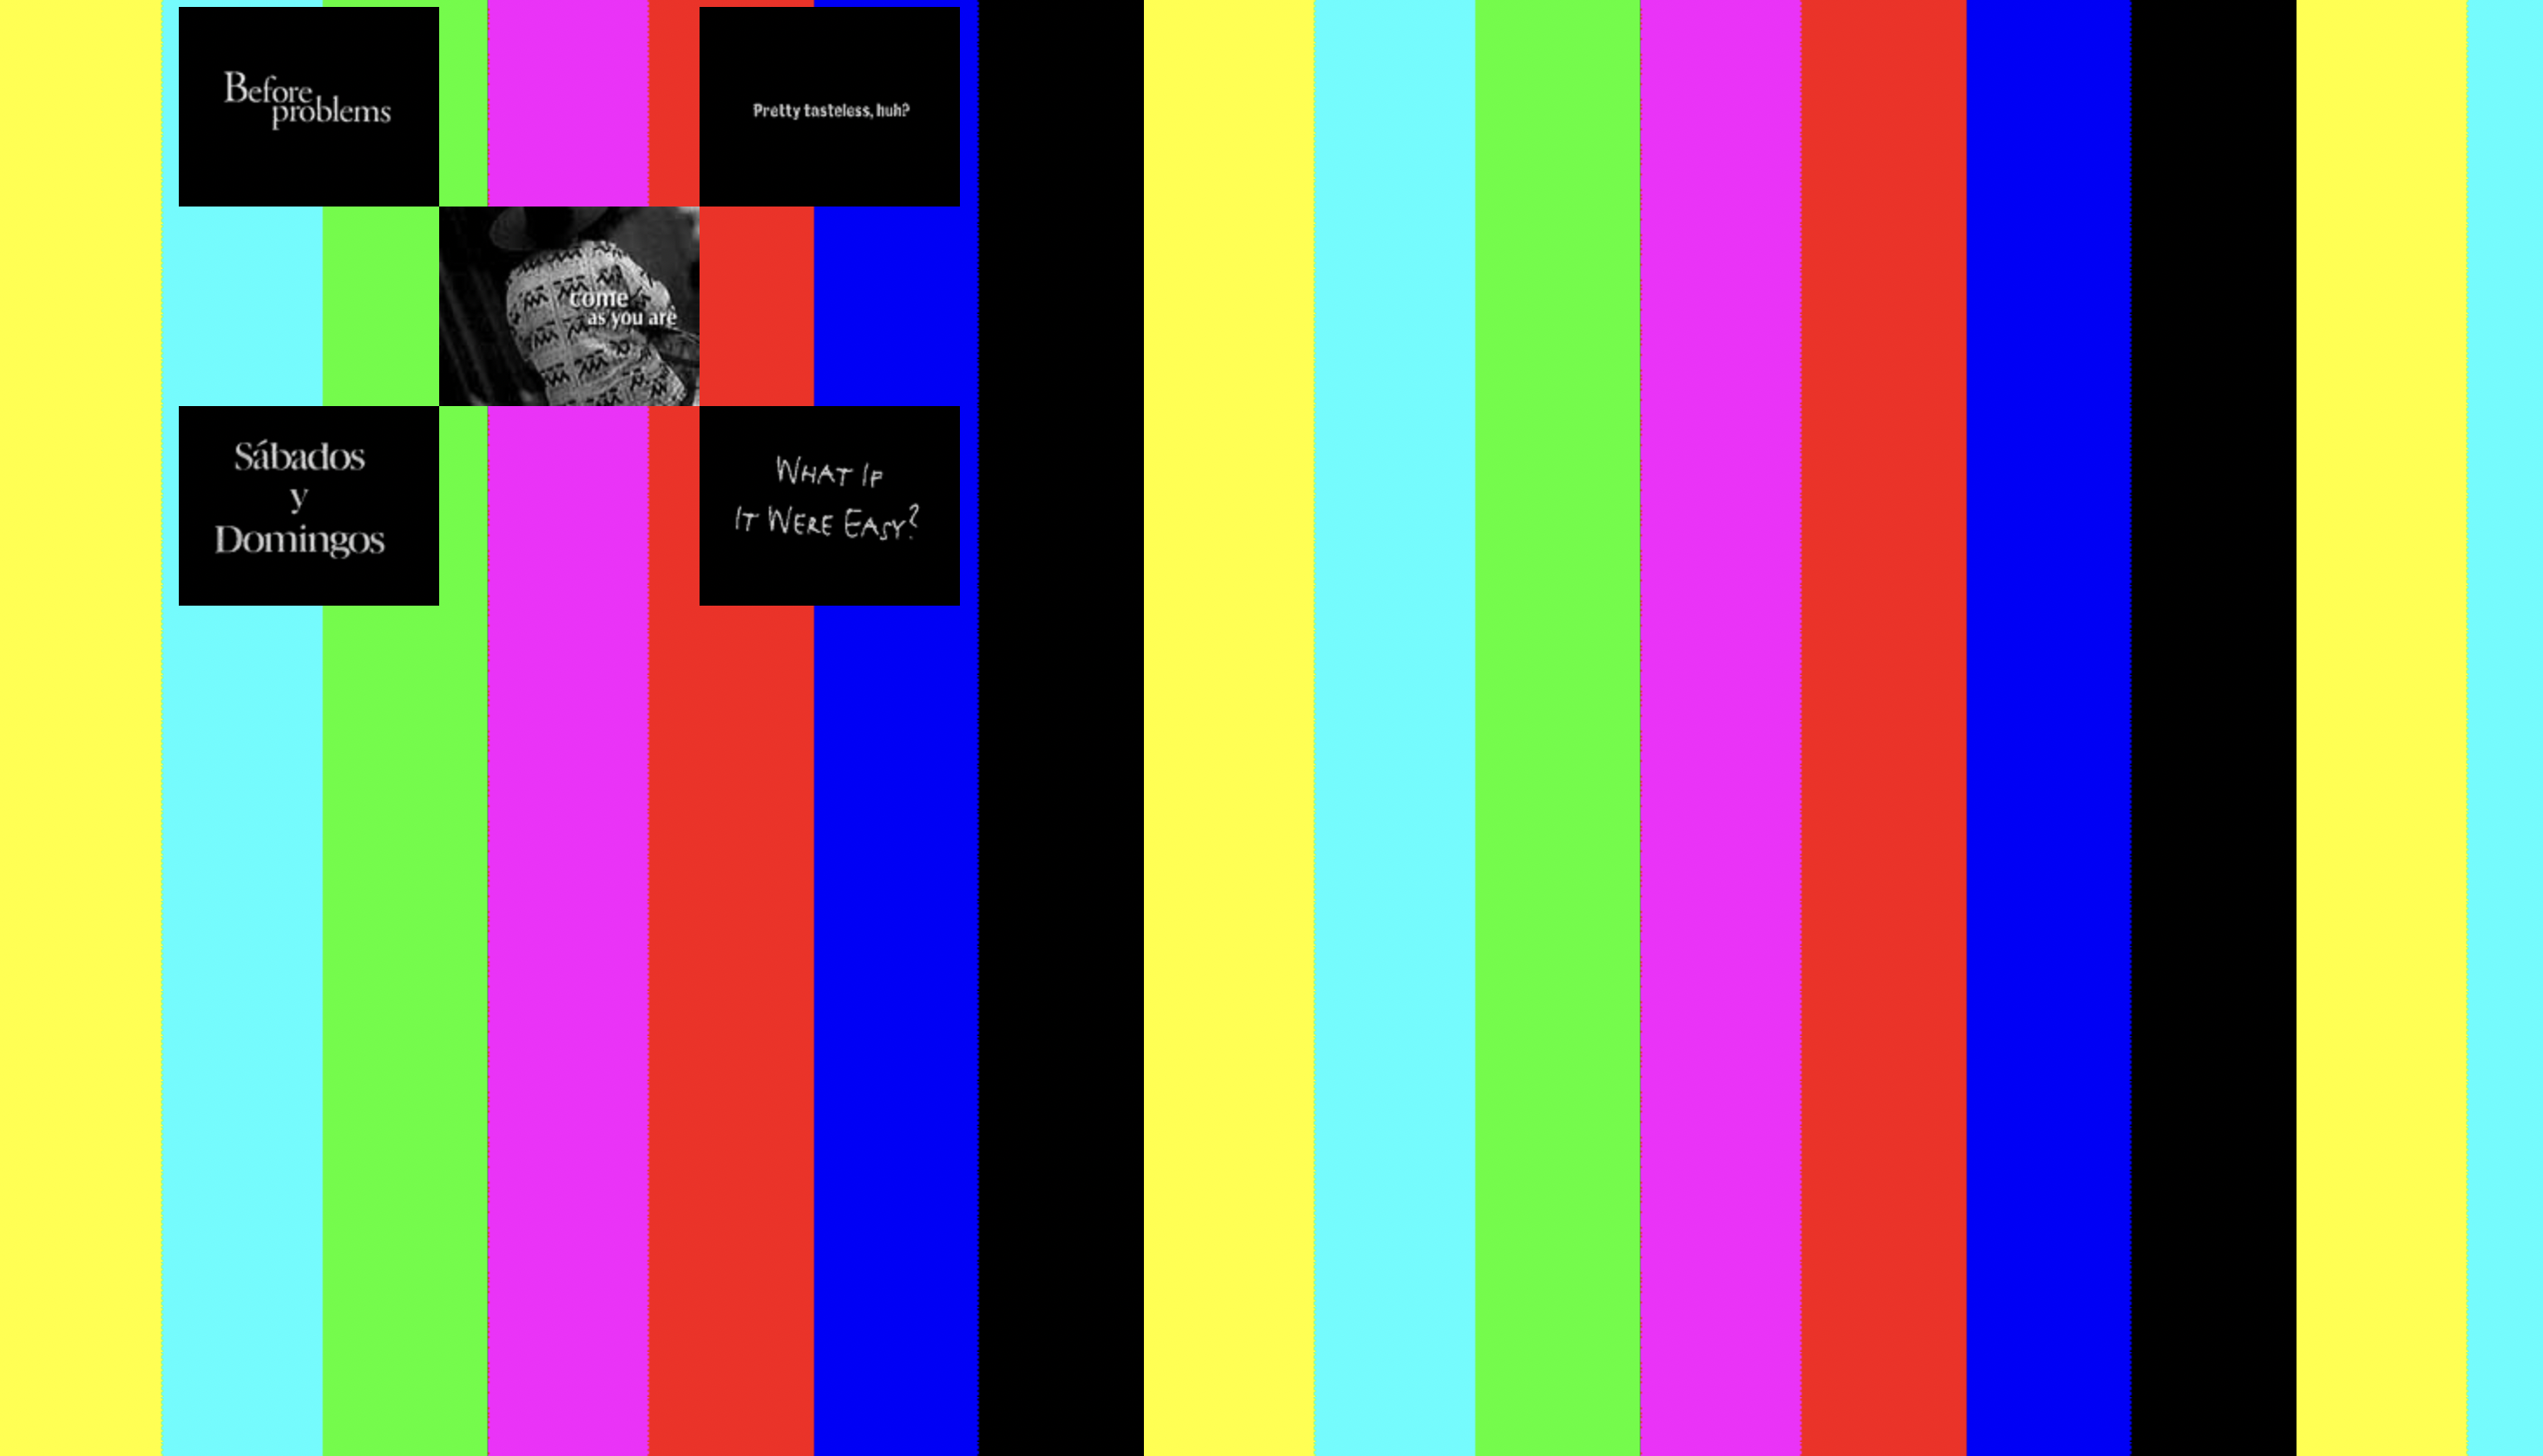 Before
problems
Pretty tasteless, huh?
come
as you are
Sábados
y
Domingos
WHAT IF
IT WERE EASY?